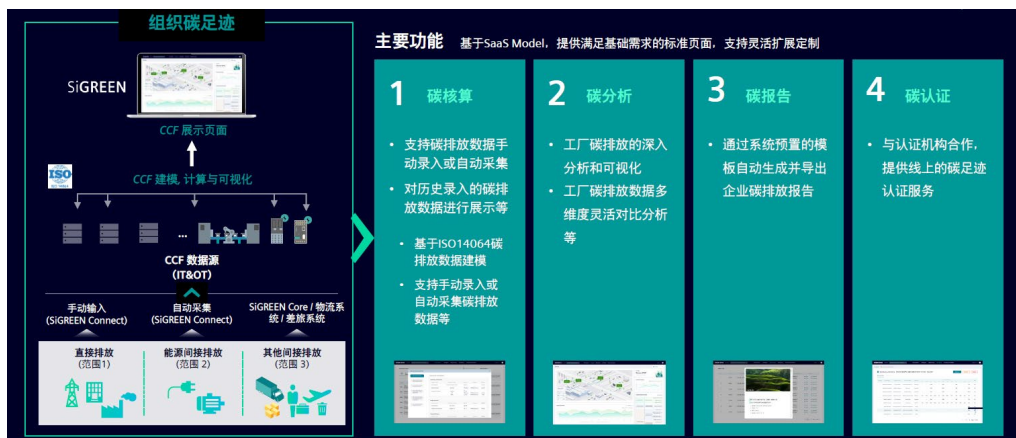 组织碳足迹
SiGREEN
CCF 展示页面
ISO
CCF 建模, 计算与可视化
...
CCF 数据源
(IT&OT)
手动输入
(SiGREEN Connect)
自动采集
(SiGREEN Connect)
SiGREEN Core / 物流系
统 / 差旅系统
直接排放
(范围1)
能源间接排放
(范围 2)
其他间接排放
(范围 3)
主要功能 基于SaaS Model，提供满足基础需求的标准页面，支持灵活扩展定制
1 碳核算
• 支持碳排放数据手
动录入或自动采集
• 对历史录入的碳排
放数据进行展示等
• 基于ISO14064碳
排放数据建模
• 支持手动录入或
自动采集碳排放
数据等
2 碳分析
• 工厂碳排放的深入
分析和可视化
• 工厂碳排放数据多
维度灵活对比分析
等
3 碳报告
• 通过系统预置的模
板自动生成并导出
企业碳排放报告
4 碳认证
• 与认证机构合作，
提供线上的碳足迹
认证服务